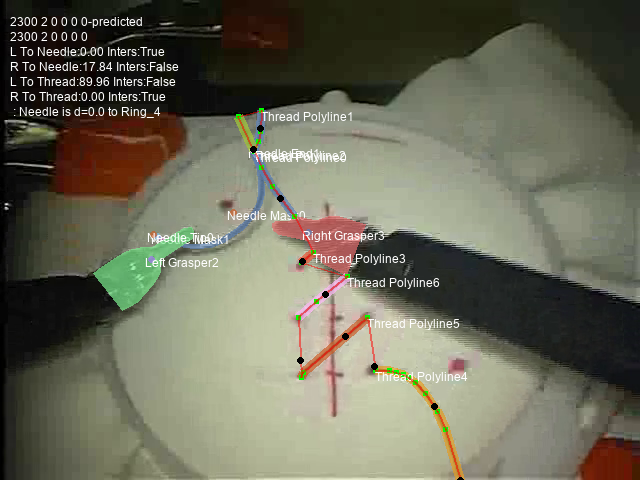 2300 2 0 0 0 0-predicted
2300 2 0 0 0 0
L To Needle:0.00 Inters:True
R To Needle:17.84 Inters:False
L To Thread:89.96 Inters:False
R To Thread:0.00 Inters:True
: Needle is d=0.0 to Ring_4
Thread Polyline1
Thread Polyline2
Needle Mask0
Right Grasper3
Needle Tip0
Mask1
Left Grasper2
Thread Polyline3
Thread Polyline6
Thread Polyline5
Thread Polyline4